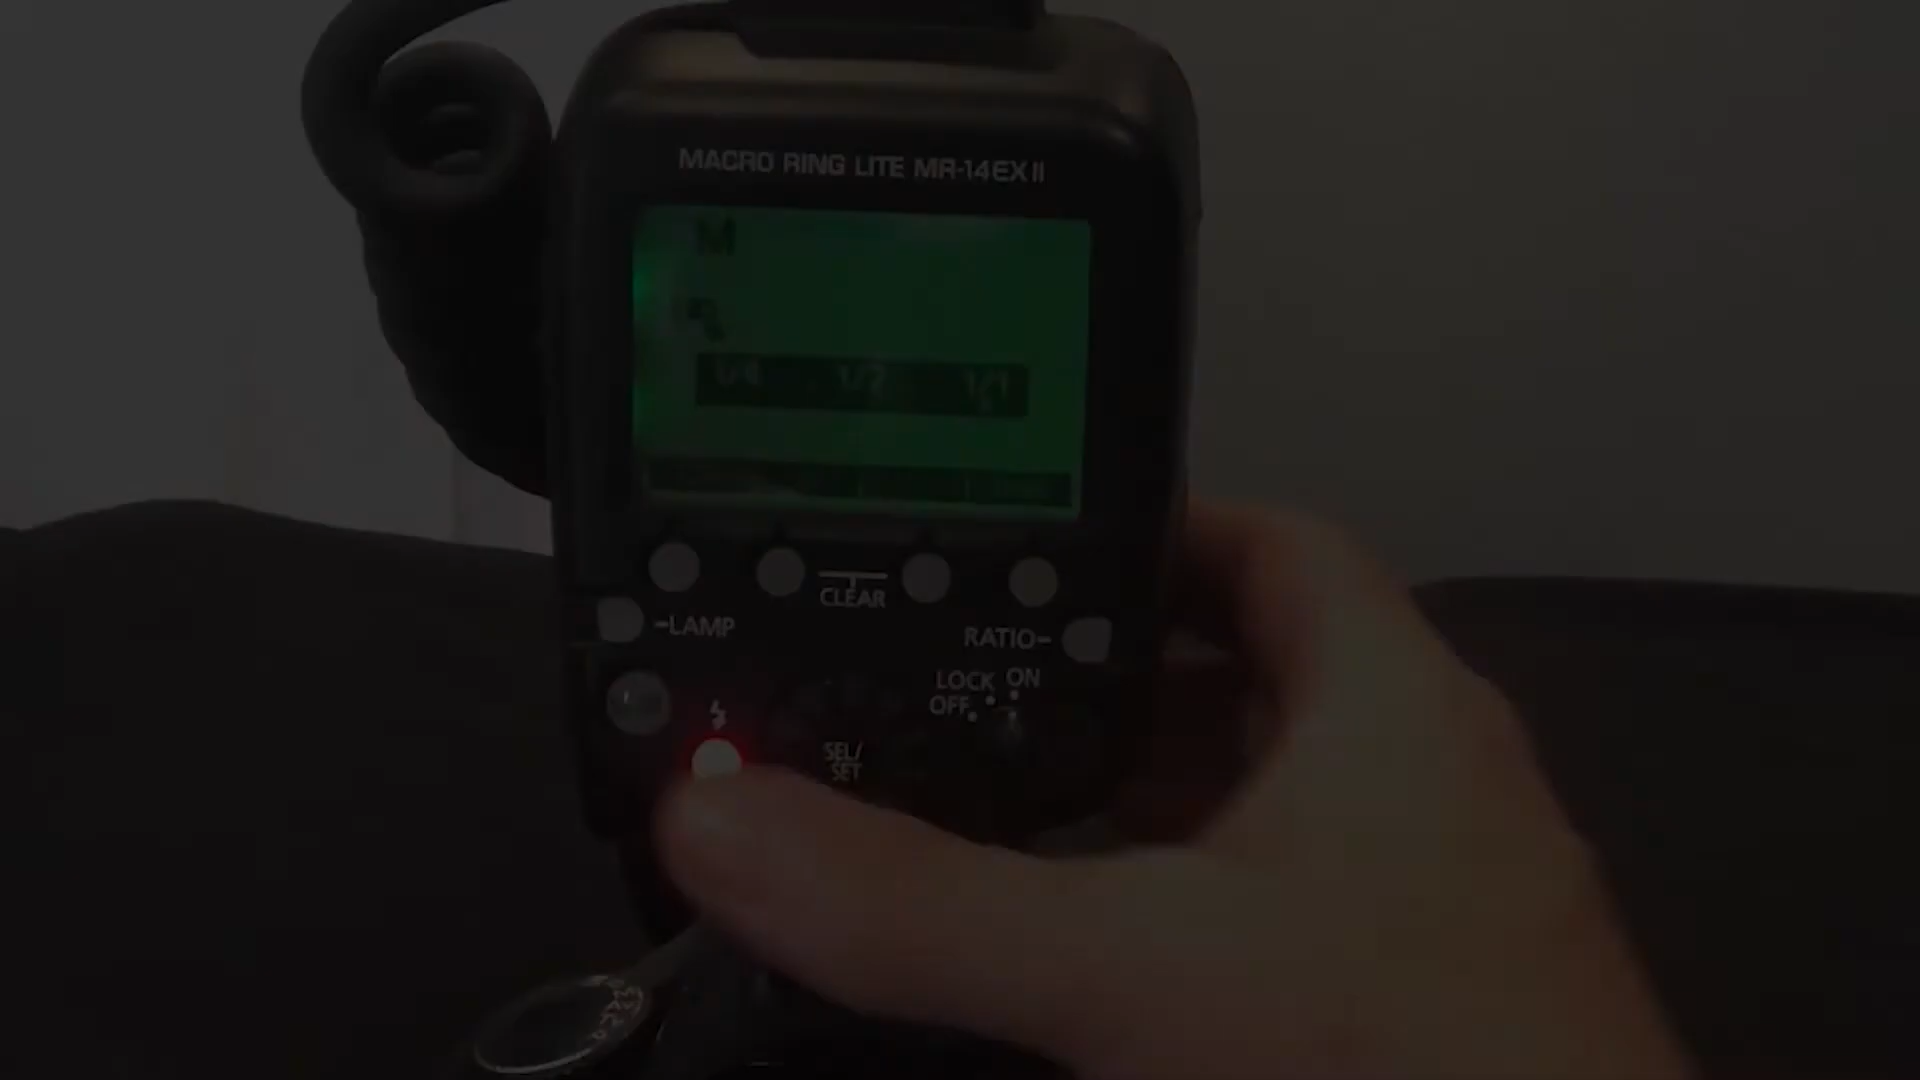 MACRO RING LITE MR-14EX II
M
1/4 1/2 1/1
CLEAR
-LAMP
RATIO-
LOCK ON
OFF
SEL/
SET